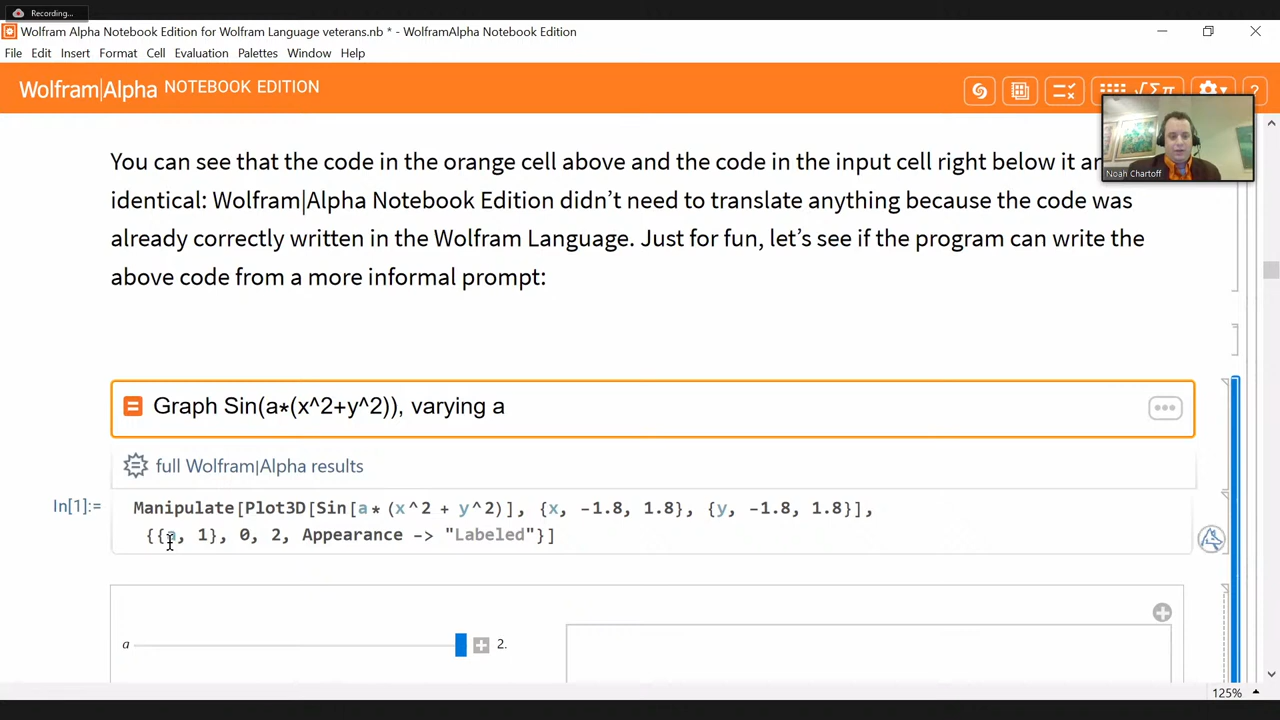 Recording...
Wolfram Alpha Notebook Edition for Wolfram Language veterans.nb * - WolframAlpha Notebook Edition
File Edit Insert Format Cell Evaluation Palettes Window Help
Wolfram|Alpha NOTEBOOK EDITION
√Σπ
?
Noah Chartoff
You can see that the code in the orange cell above and the code in the input cell right below it
identical: Wolfram|Alpha Notebook Edition didn’t need to translate anything because the code was
already correctly written in the Wolfram Language. Just for fun, let’s see if the program can write the
above code from a more informal prompt:
Graph Sin(a*(x^2+y^2)), varying a
full Wolfram|Alpha results
In[1]:= Manipulate[Plot3D[Sin[a* (x^2 + y^2)], {x, -1.8, 1.8}, {y, -1.8, 1.8}],
{{a, 1}, 0, 2, Appearance -> "Labeled"}]
a 2.
125%